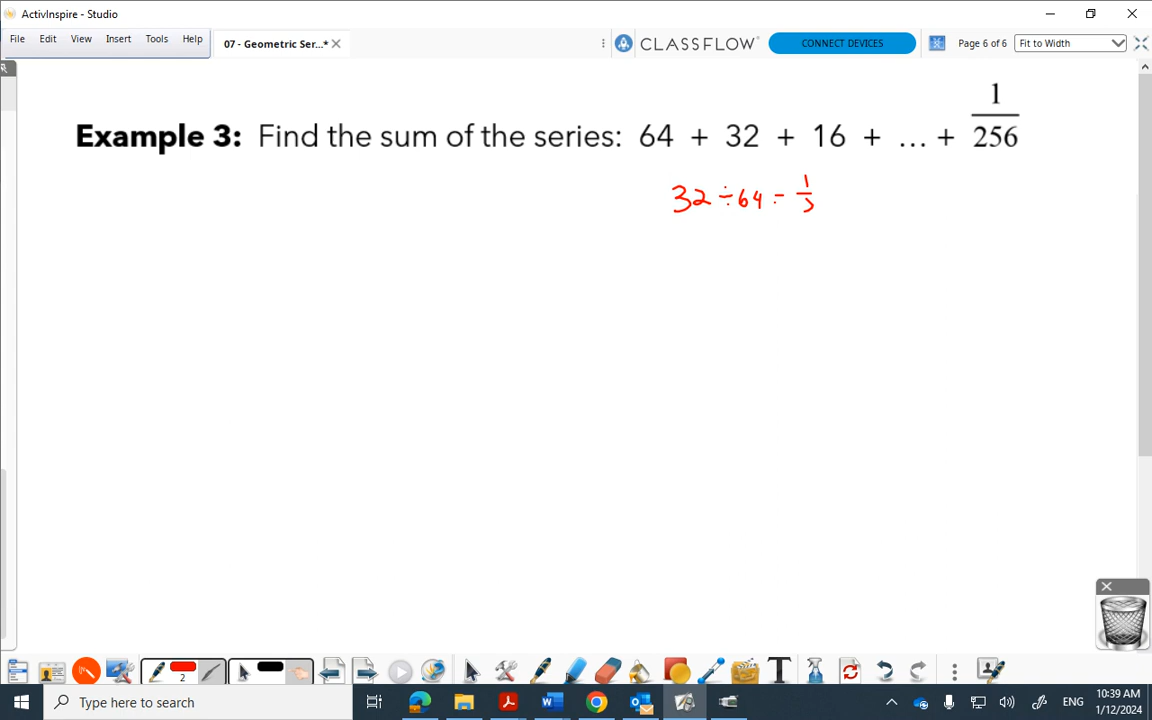 ActivInspire - Studio
File Edit View Insert Tools Help
07 - Geometric Ser...*
CLASSFLOW
CONNECT DEVICES
Page 6 of 6
Fit to Width
Example 3: Find the sum of the series: 64 + 32 + 16 + ... + 1/256
32 ÷ 64 = 1/2
2
Type here to search
ENG
10:39 AM
1/12/2024